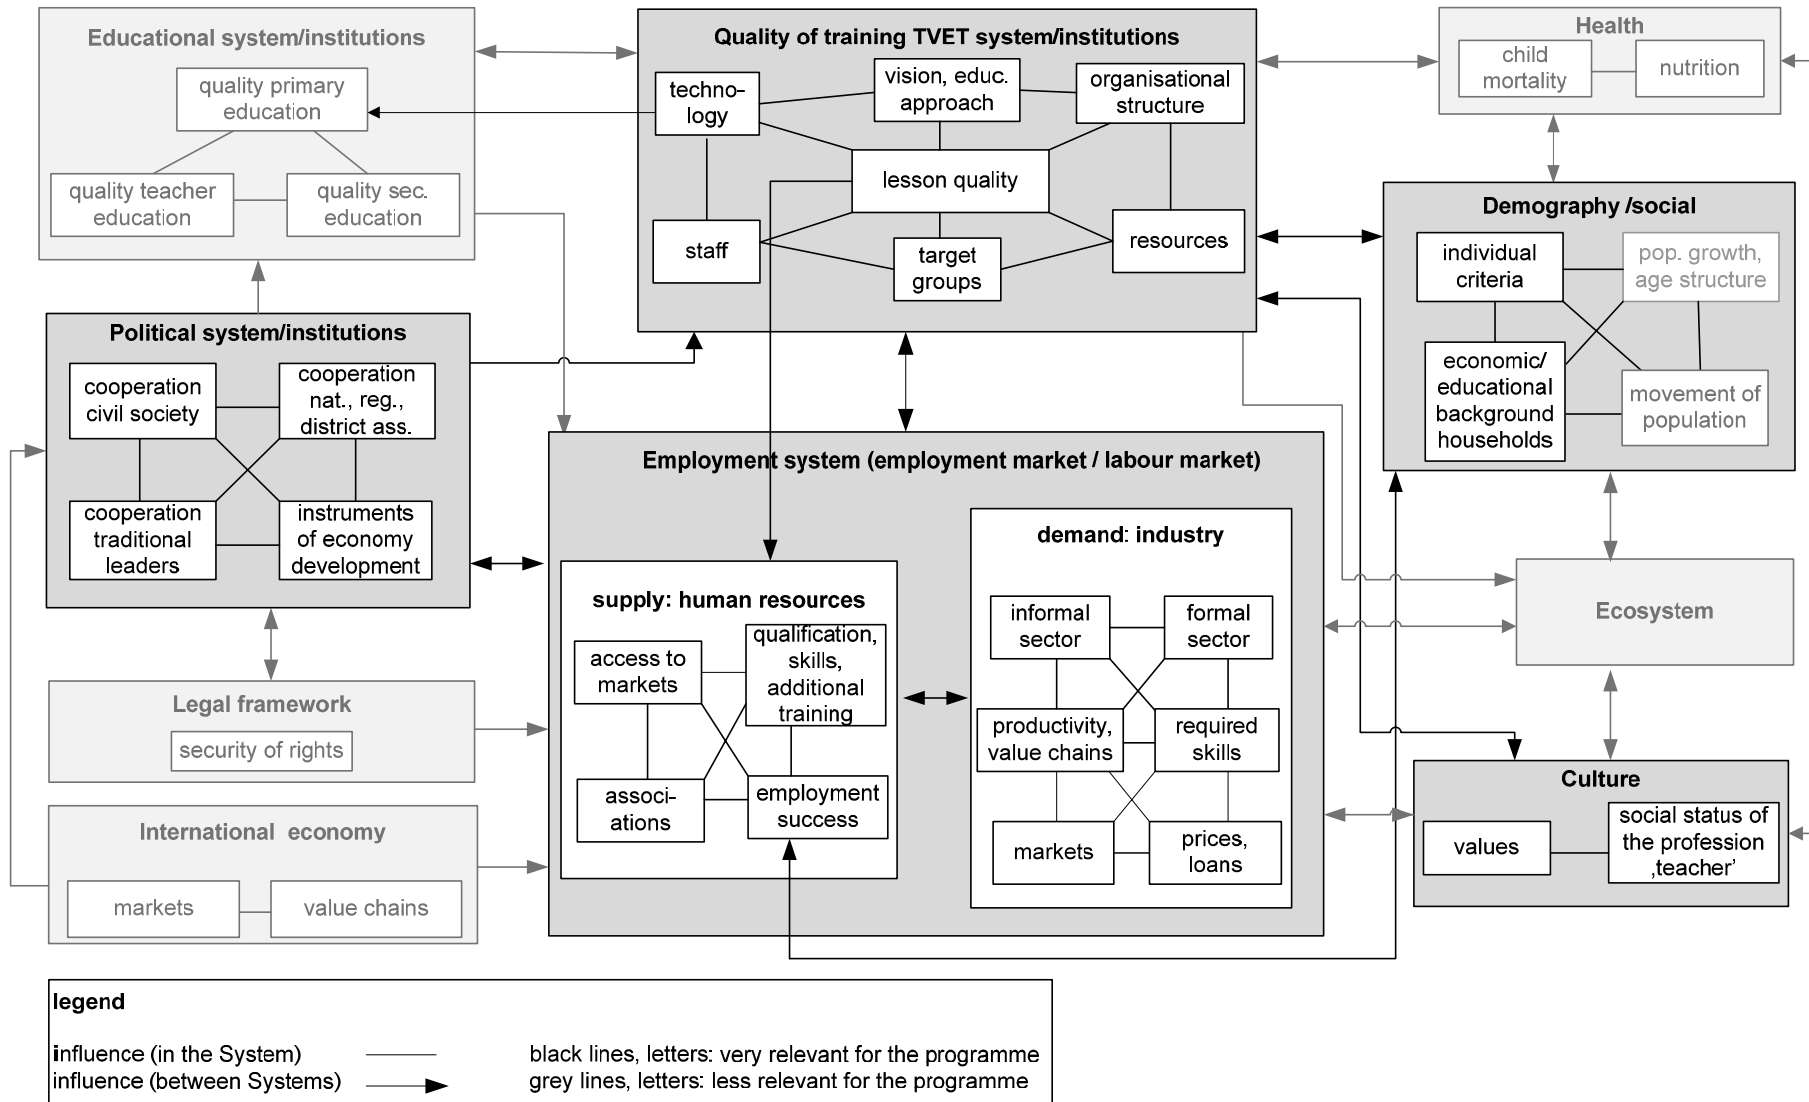 Educational system/institutions
quality primary
education
quality teacher
education
quality sec.
education
Quality of training TVET system/institutions
techno-
logy
vision, educ.
approach
organisational
structure
lesson quality
staff
target
groups
resources
Health
child
mortality
nutrition
Demography /social
individual
criteria
pop. growth,
age structure
economic/
educational
background
households
movement of
population
Political system/institutions
cooperation
civil society
cooperation
nat., reg.,
district ass.
cooperation
traditional
leaders
instruments
of economy
development
Employment system (employment market / labour market)
supply: human resources
access to
markets
qualification,
skills,
additional
training
associ-
ations
employment
success
demand: industry
informal
sector
formal
sector
productivity,
value chains
required
skills
markets
prices,
loans
Ecosystem
Legal framework
security of rights
International economy
markets
value chains
Culture
values
social status of
the profession
‚teacher’
legend
influence (in the System)
influence (between Systems)
black lines, letters: very relevant for the programme
grey lines, letters: less relevant for the programme